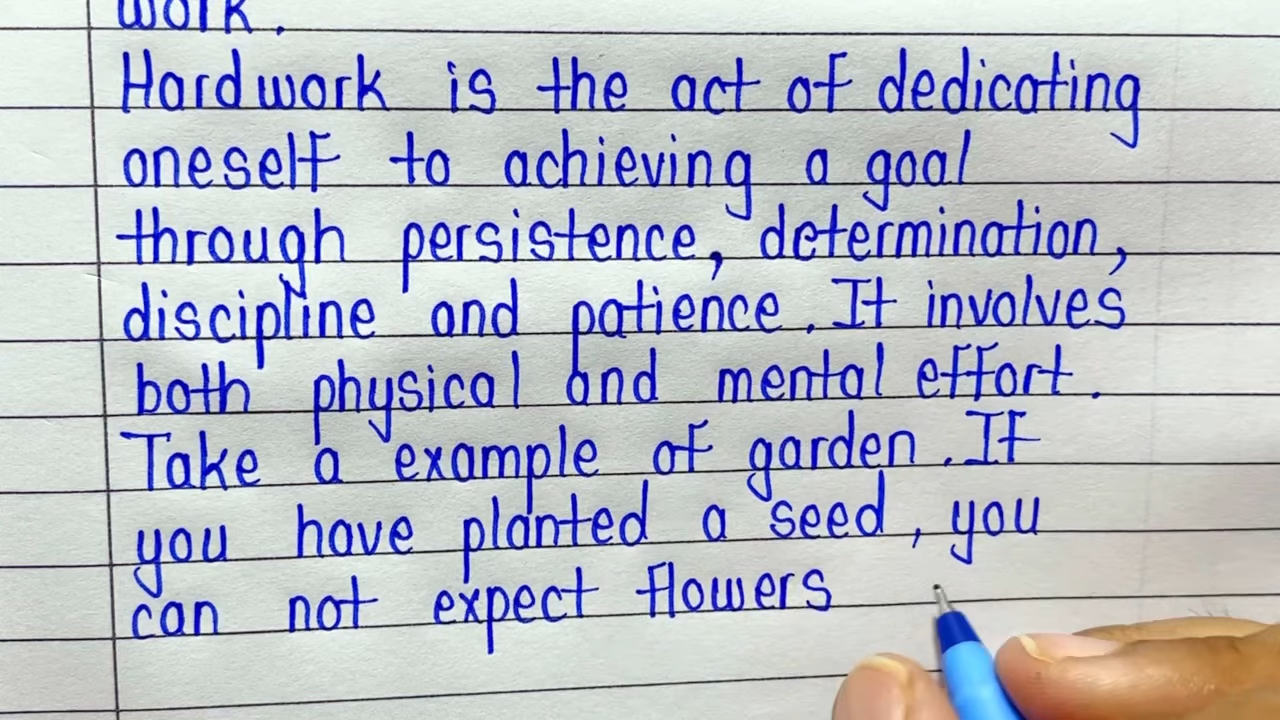 work.
Hardwork is the act of dedicating
oneself to achieving a goal
through persistence, determination,
discipline and patience. It involves
both physical and mental effort.
Take a example of garden. If
you have planted a seed, you
can not expect flowers